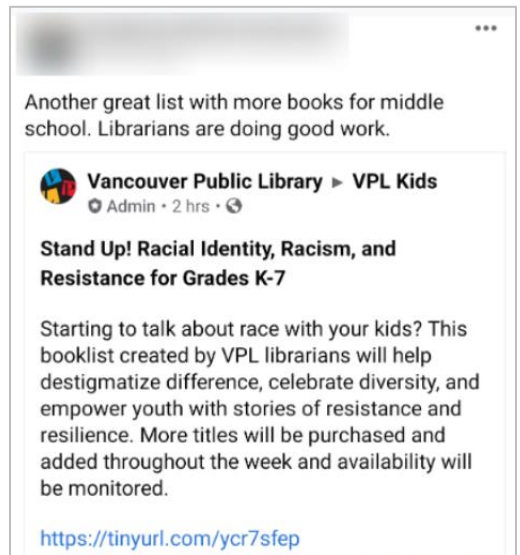 Another great list with more books for middle
school. Librarians are doing good work.
Vancouver Public Library ▸ VPL Kids
Admin · 2 hrs ·
Stand Up! Racial Identity, Racism, and
Resistance for Grades K-7
Starting to talk about race with your kids? This
booklist created by VPL librarians will help
destigmatize difference, celebrate diversity, and
empower youth with stories of resistance and
resilience. More titles will be purchased and
added throughout the week and availability will
be monitored.
https://tinyurl.com/ycr7sfep